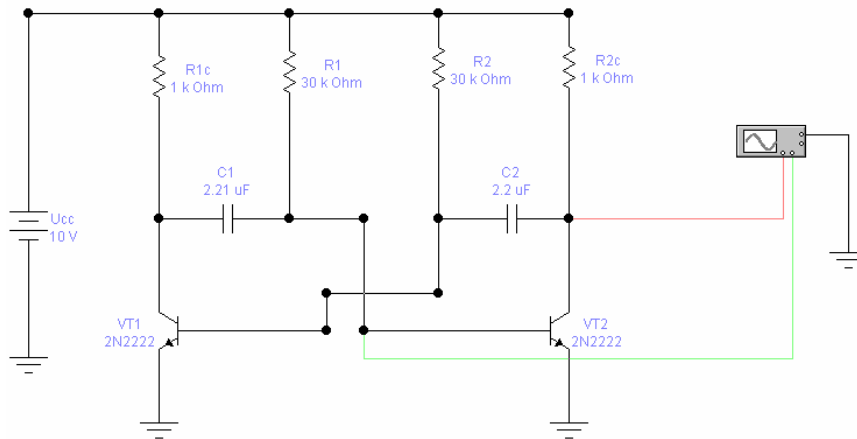 R1c
1 k Ohm
R1
30 k Ohm
R2
30 k Ohm
R2c
1 k Ohm
C1
2.21 uF
C2
2.2 uF
Ucc
10 V
VT1
2N2222
VT2
2N2222